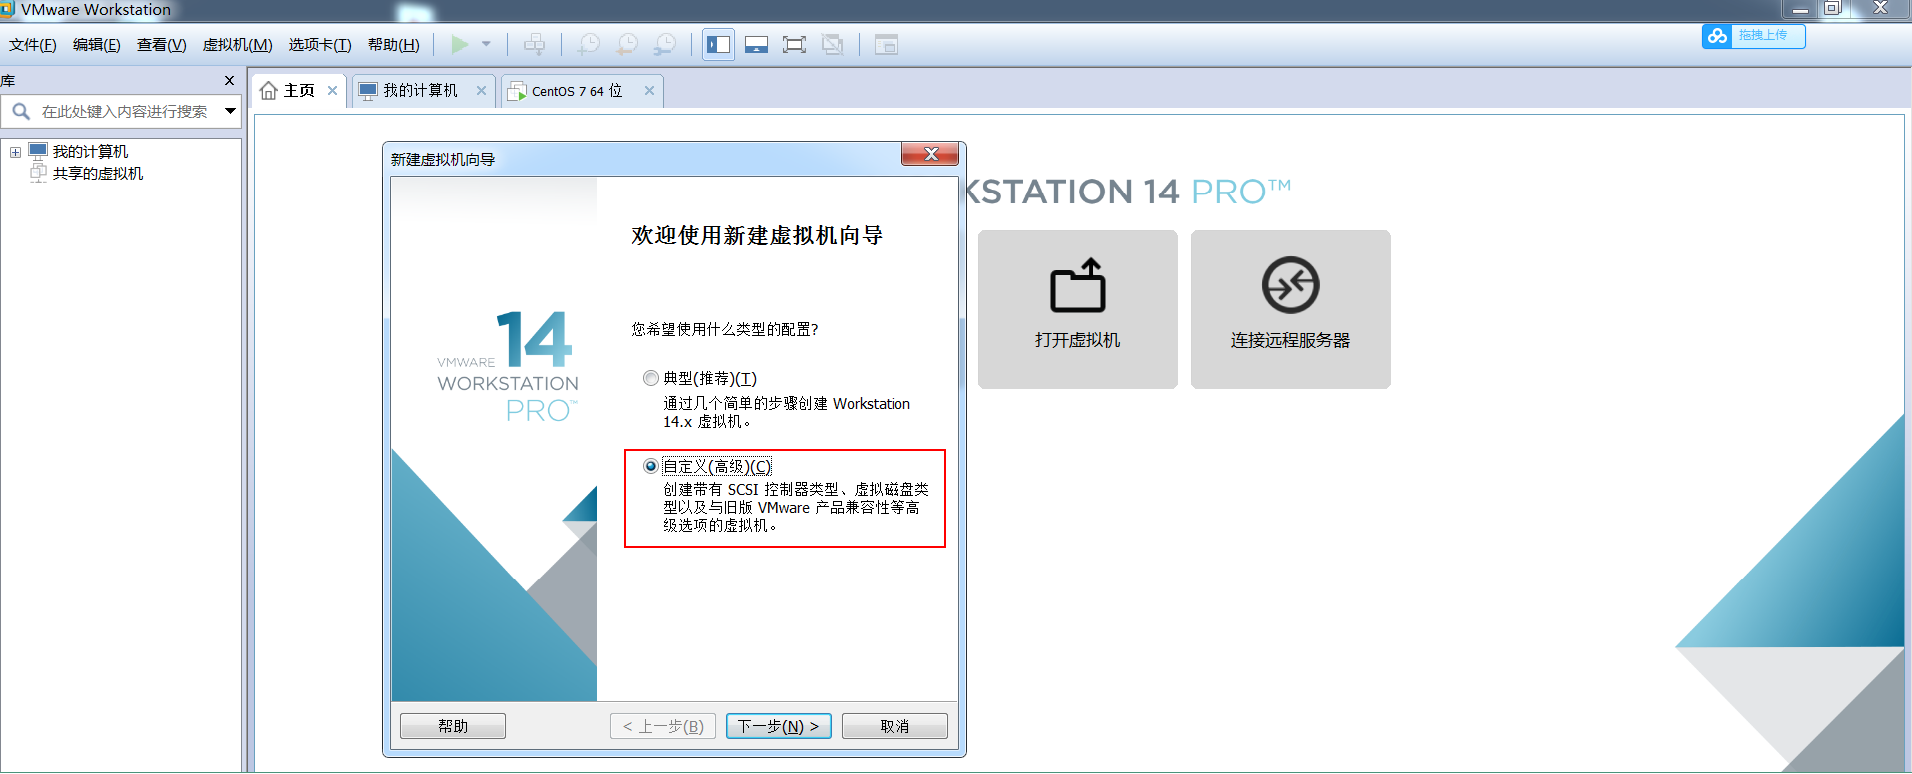 VMware Workstation
文件(F) 编辑(E) 查看(V) 虚拟机(M) 选项卡(T) 帮助(H)
拖拽上传
库
主页
我的计算机
CentOS 7 64 位
在此处键入内容进行搜索
我的计算机
共享的虚拟机
新建虚拟机向导
KSTATION 14 PRO™
欢迎使用新建虚拟机向导
14
VMWARE
WORKSTATION
PRO™
您希望使用什么类型的配置?
典型(推荐)(T)
通过几个简单的步骤创建 Workstation
14.x 虚拟机。
自定义(高级)(C)
创建带有 SCSI 控制器类型、虚拟磁盘类
型以及与旧版 VMware 产品兼容性等高
级选项的虚拟机。
打开虚拟机
连接远程服务器
帮助
< 上一步(B)
下一步(N) >
取消